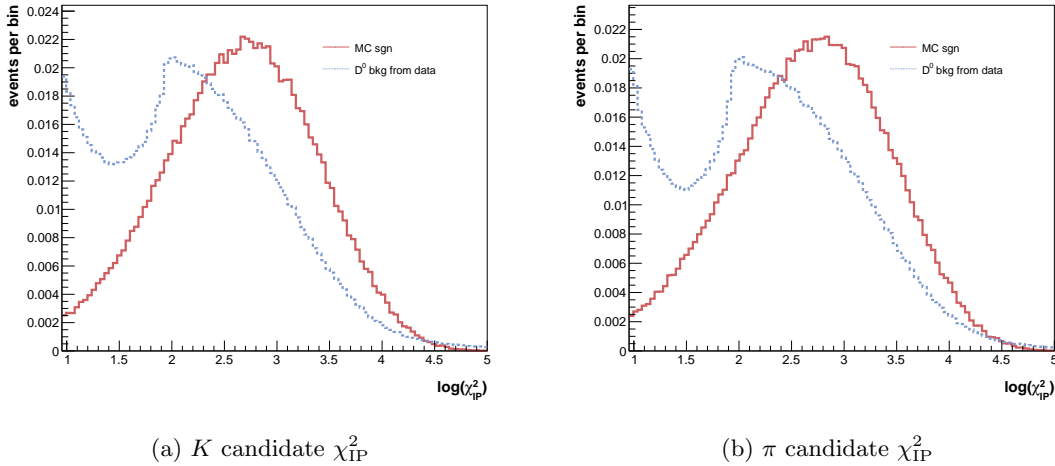 events per bin
0.024
0.022
0.02
0.018
0.016
0.014
0.012
0.01
0.008
0.006
0.004
0.002
0
1 1.5 2 2.5 3 3.5 4 4.5 5
log(χ²IP)
MC sgn
D⁰ bkg from data
(a) K candidate χ²IP
events per bin
0.022
0.02
0.018
0.016
0.014
0.012
0.01
0.008
0.006
0.004
0.002
0
1 1.5 2 2.5 3 3.5 4 4.5 5
log(χ²IP)
MC sgn
D⁰ bkg from data
(b) π candidate χ²IP